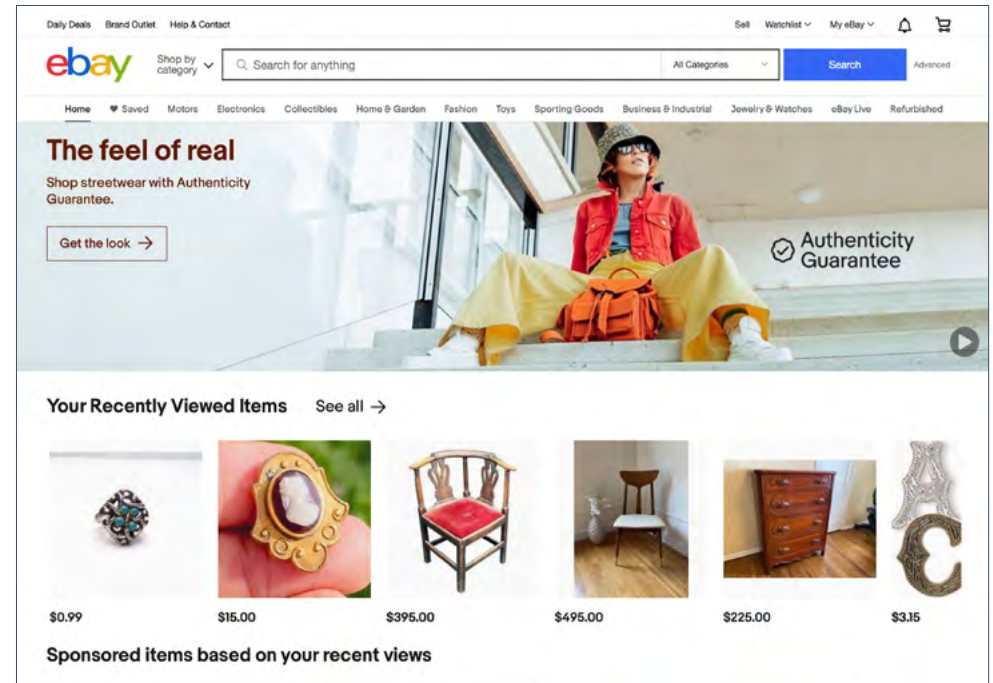 Daily Deals Brand Outlet Help & Contact Sell Watchlist My eBay
ebay Shop by category Search for anything All Categories Search Advanced
Home Saved Motors Electronics Collectibles Home & Garden Fashion Toys Sporting Goods Business & Industrial Jewelry & Watches eBay Live Refurbished
The feel of real
Shop streetwear with Authenticity
Guarantee.
Get the look →
Authenticity
Guarantee
Your Recently Viewed Items See all →
$0.99 $15.00 $395.00 $495.00 $225.00 $3.15
Sponsored items based on your recent views